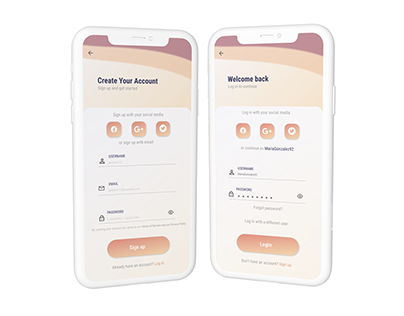 Create Your Account
Sign up and get started
Sign up with your social media
G+
or sign up with email
USERNAME
EMAIL
PASSWORD
Sign up
Already have an account? Log in
Welcome back
Log in to continue
Log in with your social media
G+
or continue as MariaGonzalez92
USERNAME
PASSWORD
Forgot password?
Log in with a different user
Login
Don't have an account? Sign up